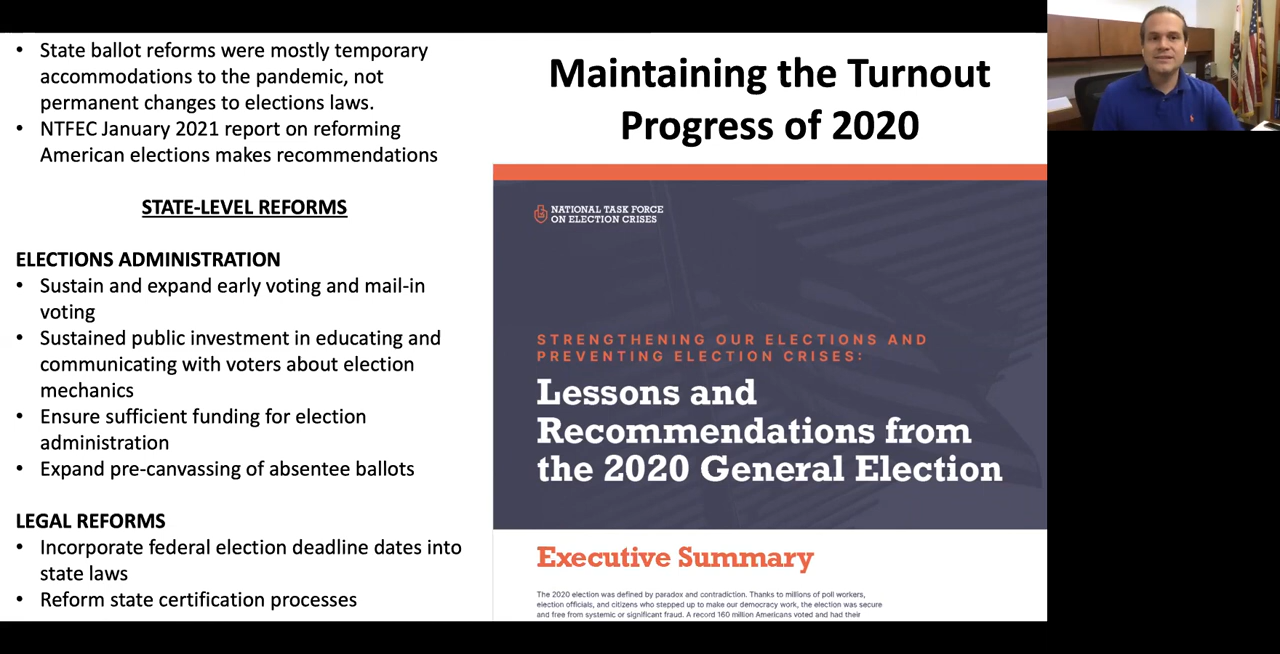 • State ballot reforms were mostly temporary
accommodations to the pandemic, not
permanent changes to elections laws.
• NTFEC January 2021 report on reforming
American elections makes recommendations
STATE-LEVEL REFORMS
ELECTIONS ADMINISTRATION
• Sustain and expand early voting and mail-in
voting
• Sustained public investment in educating and
communicating with voters about election
mechanics
• Ensure sufficient funding for election
administration
• Expand pre-canvassing of absentee ballots
LEGAL REFORMS
• Incorporate federal election deadline dates into
state laws
• Reform state certification processes
Maintaining the Turnout
Progress of 2020
NATIONAL TASK FORCE
ON ELECTION CRISES
STRENGTHENING OUR ELECTIONS AND
PREVENTING ELECTION CRISES:
Lessons and
Recommendations from
the 2020 General Election
Executive Summary
The 2020 election was defined by paradox and contradiction. Thanks to millions of poll workers,
election officials, and citizens who stepped up to make our democracy work, the election was secure
and free from systemic or significant fraud. A record 160 million Americans voted and had their